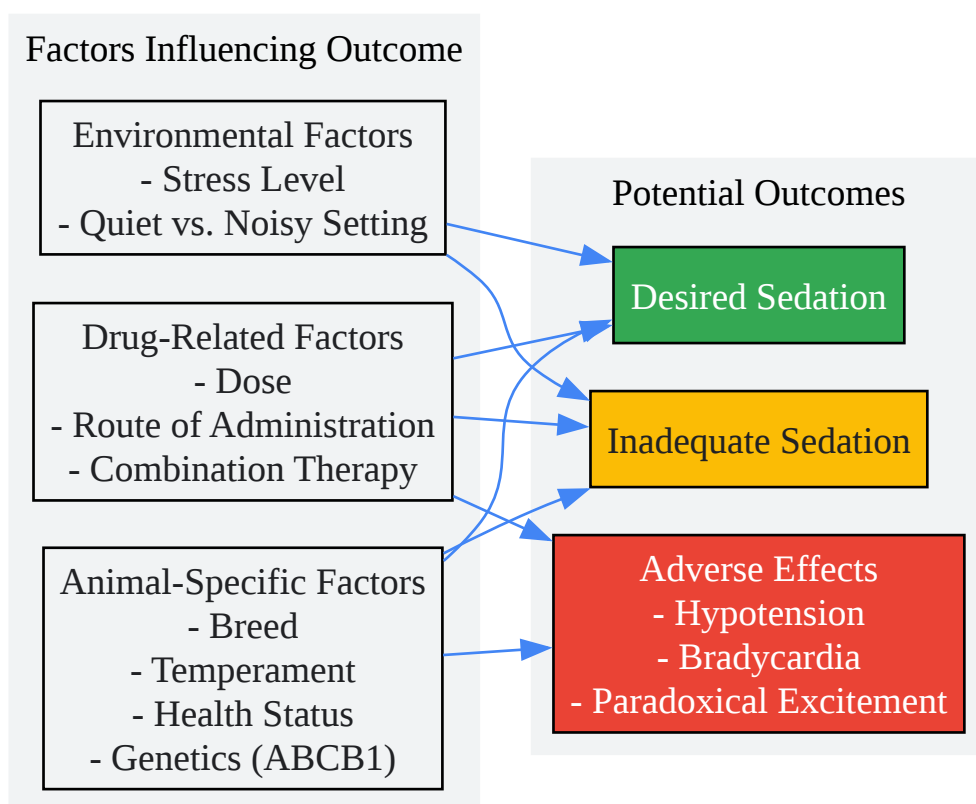 Factors Influencing Outcome
Environmental Factors
- Stress Level
- Quiet vs. Noisy Setting
Drug-Related Factors
- Dose
- Route of Administration
- Combination Therapy
Animal-Specific Factors
- Breed
- Temperament
- Health Status
- Genetics (ABCB1)
Potential Outcomes
Desired Sedation
Inadequate Sedation
Adverse Effects
- Hypotension
- Bradycardia
- Paradoxical Excitement